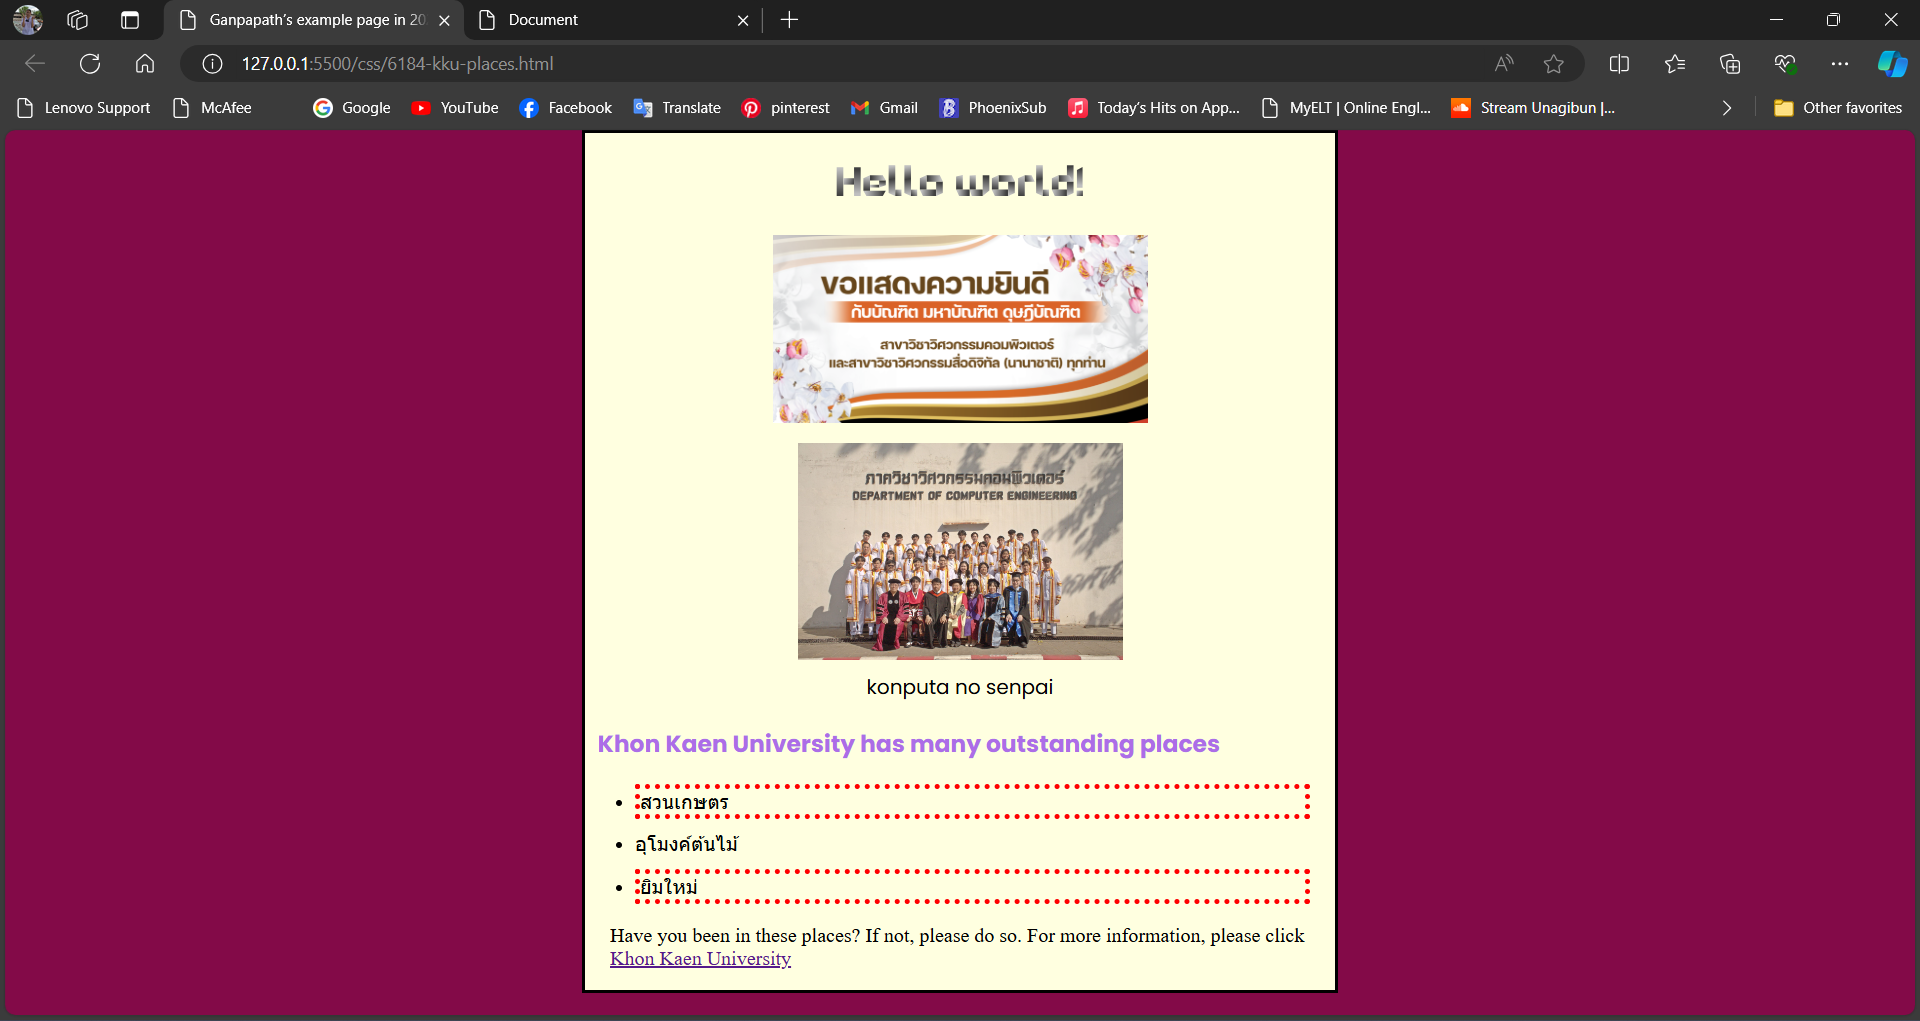 Ganpapath's example page in 20
Document
127.0.0.1:5500/css/6184-kku-places.html
Lenovo Support
McAfee
Google
YouTube
Facebook
Translate
pinterest
Gmail
PhoenixSub
Today's Hits on App...
MyELT | Online Engl...
Stream Unagibun |...
Other favorites
Hello world!
ขอแสดงความยินดี
กับบัณฑิต มหาบัณฑิต ดุษฎีบัณฑิต
สาขาวิชาวิศวกรรมคอมพิวเตอร์
และสาขาวิชาวิศวกรรมสื่อดิจิทัล (นานาชาติ) ทุกท่าน
ภาควิชาวิศวกรรมคอมพิวเตอร์
DEPARTMENT OF COMPUTER ENGINEERING
konputa no senpai
Khon Kaen University has many outstanding places
สวนเกษตร
อุโมงค์ต้นไม้
ยิมใหม่
Have you been in these places? If not, please do so. For more information, please click
Khon Kaen University